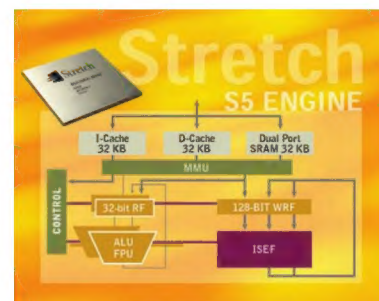 Stretch
Stretch
S5 ENGINE
I-Cache
32 KB
D-Cache
32 KB
Dual Port
SRAM 32 KB
MMU
CONTROL
32-bit RF
128-BIT WRF
ALU
FPU
ISEF